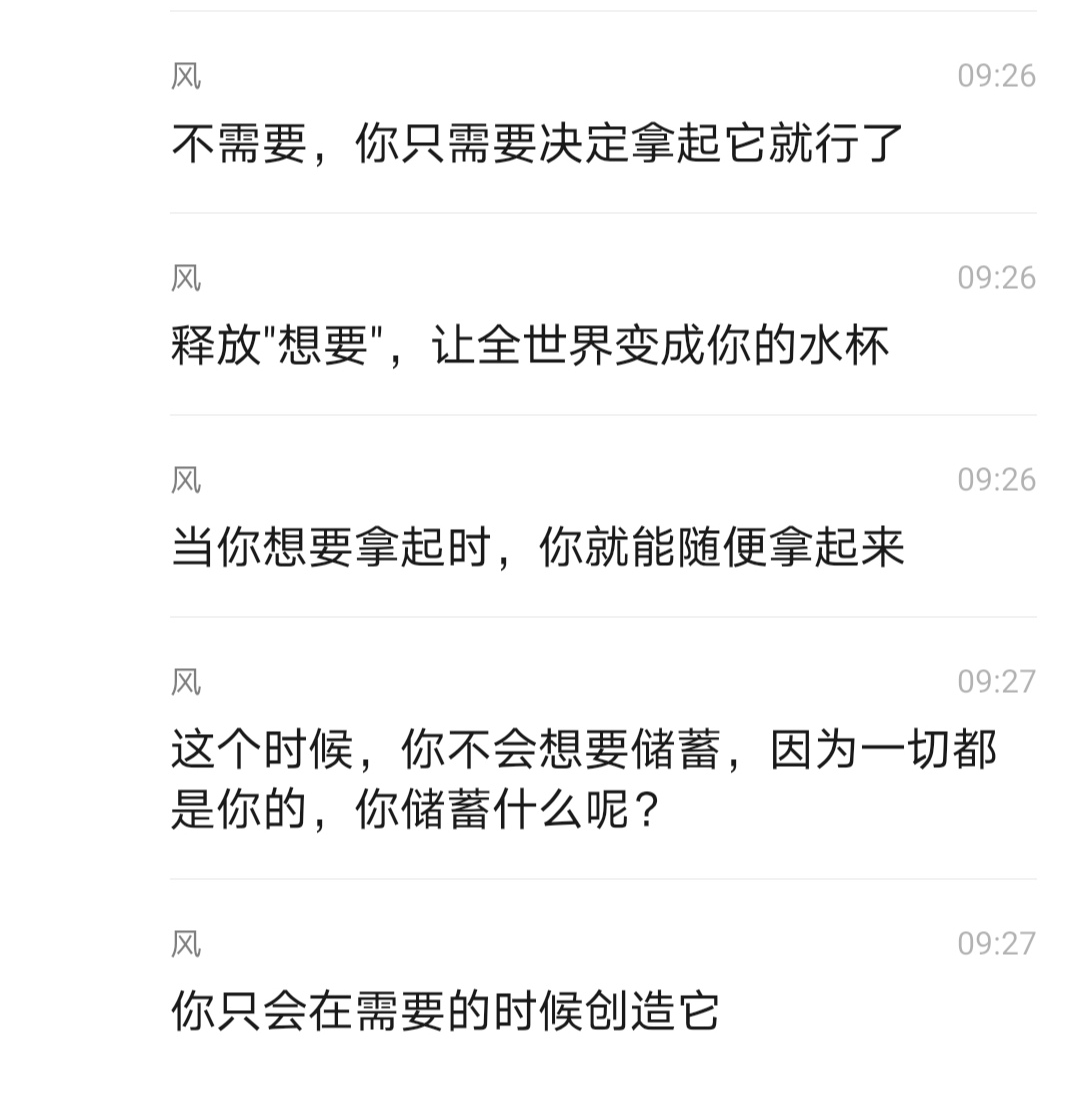 风 09:26
不需要，你只需要决定拿起它就行了
风 09:26
释放"想要"，让全世界变成你的水杯
风 09:26
当你想要拿起时，你就能随便拿起来
风 09:27
这个时候，你不会想要储蓄，因为一切都
是你的，你储蓄什么呢？
风 09:27
你只会在需要的时候创造它